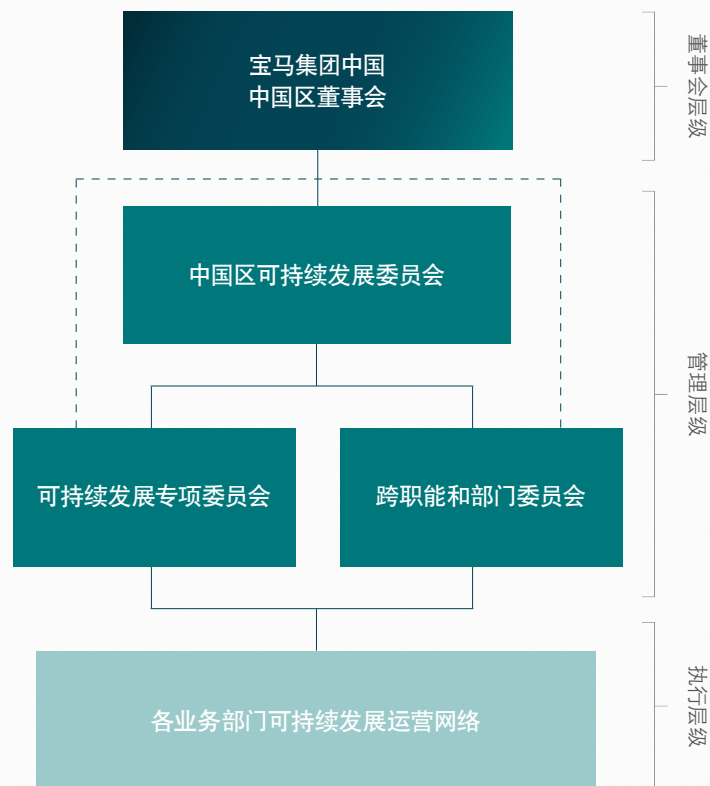 宝马集团中国
中国区董事会
董事会层级
中国区可持续发展委员会
管理层级
可持续发展专项委员会
跨职能和部门委员会
各业务部门可持续发展运营网络
执行层级